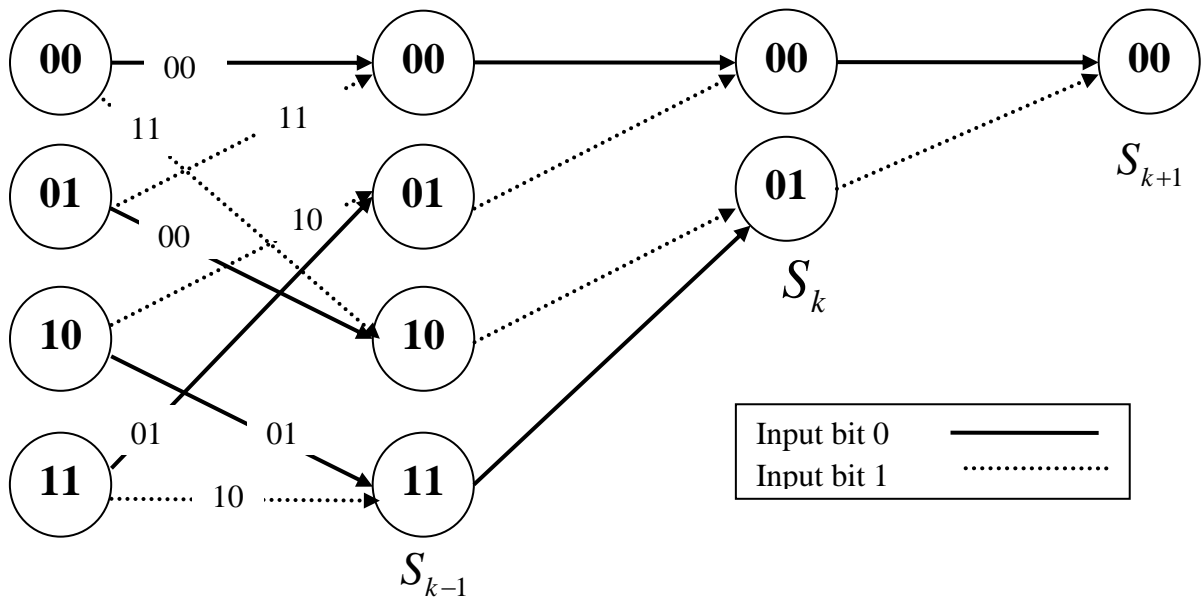 00 00 00 00
00
11
11
01 01 01
S_{k+1}
10
00
S_k
10 10
01 01
Input bit 0
Input bit 1
11 11
10
S_{k-1}